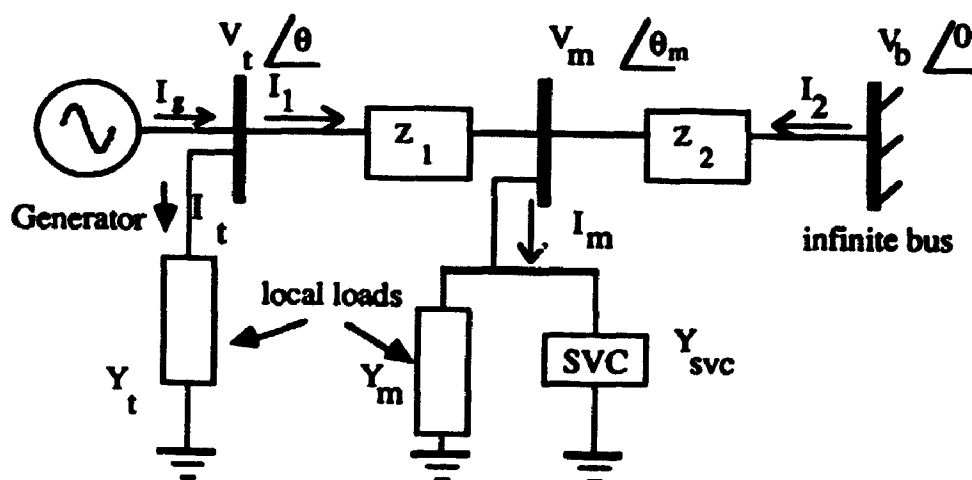 V_t ∠θ
V_m ∠θ_m
V_b ∠0
I_g
I_1
I_2
Z_1
Z_2
Generator
I_t
I_m
infinite bus
local loads
Y_t
Y_m
SVC
Y_svc